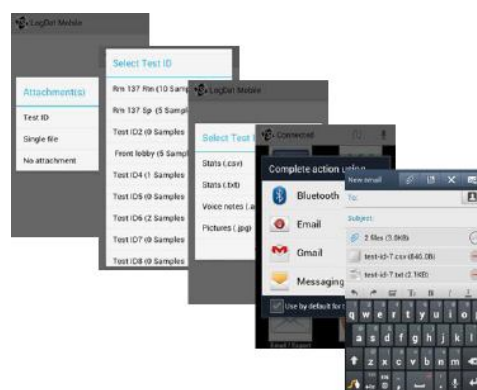 LogDat Mobile
Attachment(s)
Test ID
Single file
No attachment
Select Test ID
Rm 137 Rm (10 Samp
Rm 137 Sp (5 Sampl
Test ID2 (0 Samples
Front lobby (5 Sampl
Test ID4 (1 Samples
Test ID5 (0 Samples
Test ID6 (2 Samples
Test ID7 (0 Samples
Test ID8 (0 Samples
LogDat Mobile
Select Test
Stats (.csv)
Stats (.txt)
Voice notes (.a
Pictures (.jpg)
Connected
Complete action using
Bluetooth
Email
Gmail
Messaging
Use by default for t
Email / Export
New email
To:
Subject:
2 files (3.0KB)
test-id-7.csv (846.0B)
test-id-7.txt (2.1KB)
q w e r t y u i o
a s d f g h j k l
z x c v b n m